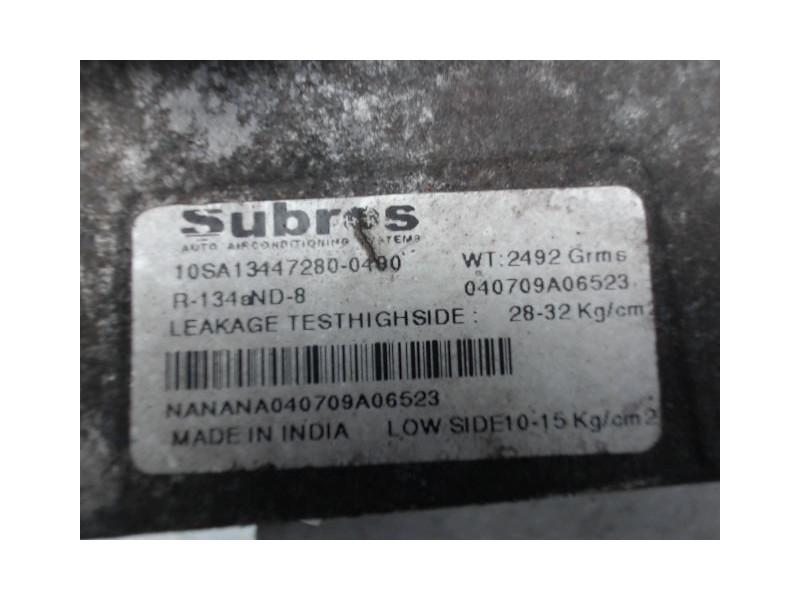 Subros
AUTO AIRCONDITIONING SYSTEMS
10SA13447280-0490 WT:2492 Grms
R-134aND-8 040709A06523
LEAKAGE TESTHIGHSIDE : 28-32 Kg/cm2
NANANA040709A06523
MADE IN INDIA LOW SIDE10-15 Kg/cm2